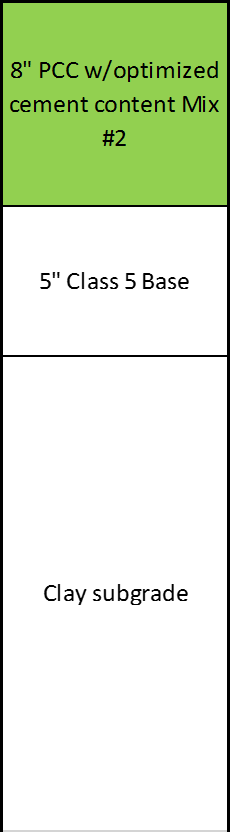 8" PCC w/optimized
cement content Mix
#2
5" Class 5 Base
Clay subgrade